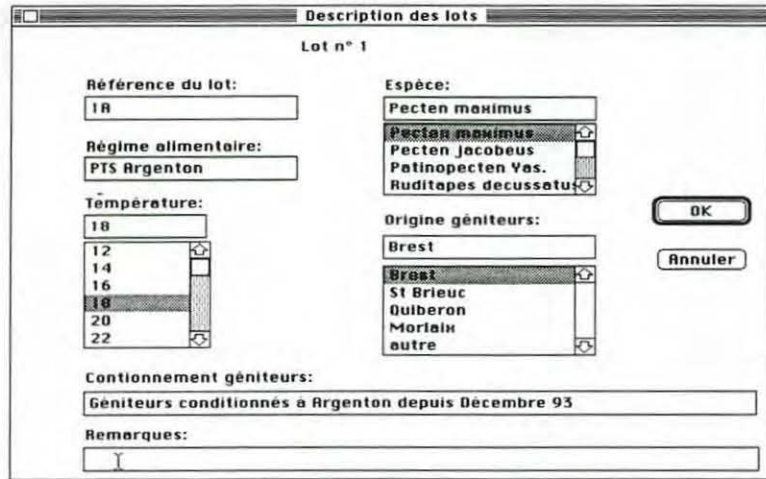 Description des lots
Lot n° 1
Référence du lot:
1A
Régime alimentaire:
PTS Argenton
Température:
18
12
14
16
18
20
22
Espèce:
Pecten maximus
Pecten maximus
Pecten jacobeus
Patinopecten Yas.
Ruditapes decussatus
Origine géniteurs:
Brest
Brest
St Brieuc
Quiberon
Morlaix
autre
OK
Annuler
Contionnement géniteurs:
Géniteurs conditionnés à Argenton depuis Décembre 93
Remarques: